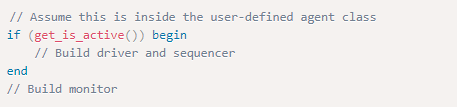 // Assume this is inside the user-defined agent class
if (get_is_active()) begin
    // Build driver and sequencer
end
// Build monitor